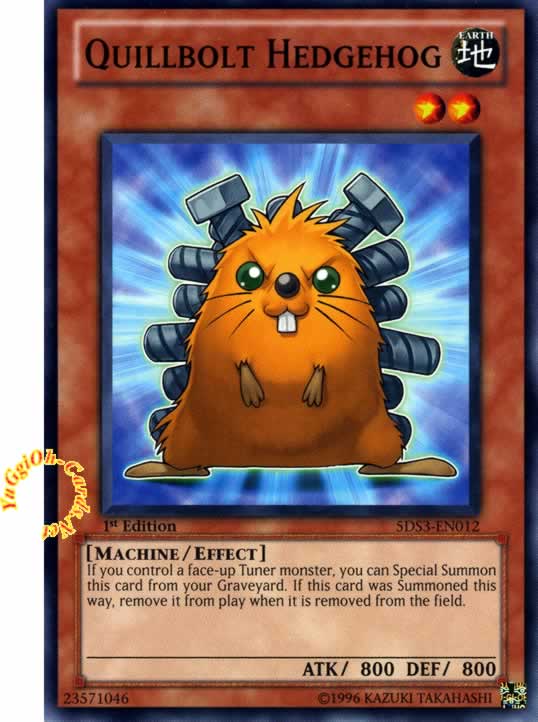 QUILLBOLT HEDGEHOG
EARTH
地
YuGgiOh-Cards.Net
1st Edition
5DS3-EN012
[MACHINE / EFFECT]
If you control a face-up Tuner monster, you can Special Summon
this card from your Graveyard. If this card was Summoned this
way, remove it from play when it is removed from the field.
ATK/ 800 DEF/ 800
23571046
©1996 KAZUKI TAKAHASHI